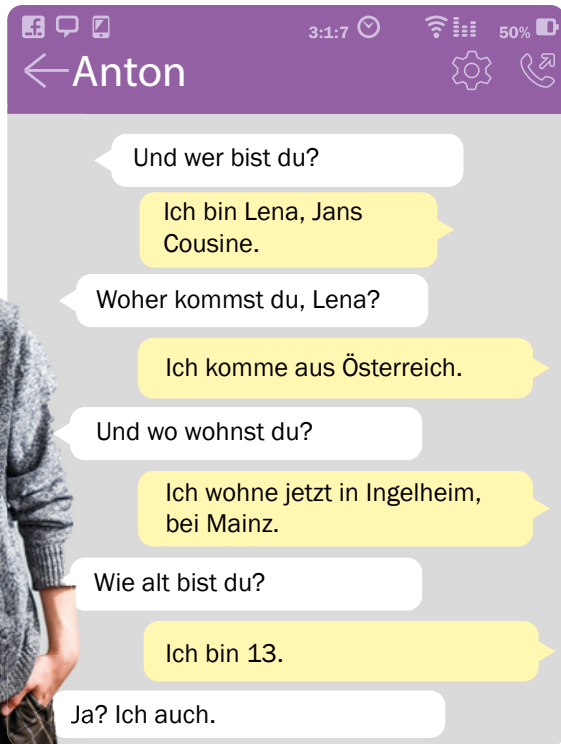 3:1:7
50%
Anton
Und wer bist du?
Ich bin Lena, Jans
Cousine.
Woher kommst du, Lena?
Ich komme aus Österreich.
Und wo wohnst du?
Ich wohne jetzt in Ingelheim,
bei Mainz.
Wie alt bist du?
Ich bin 13.
Ja? Ich auch.